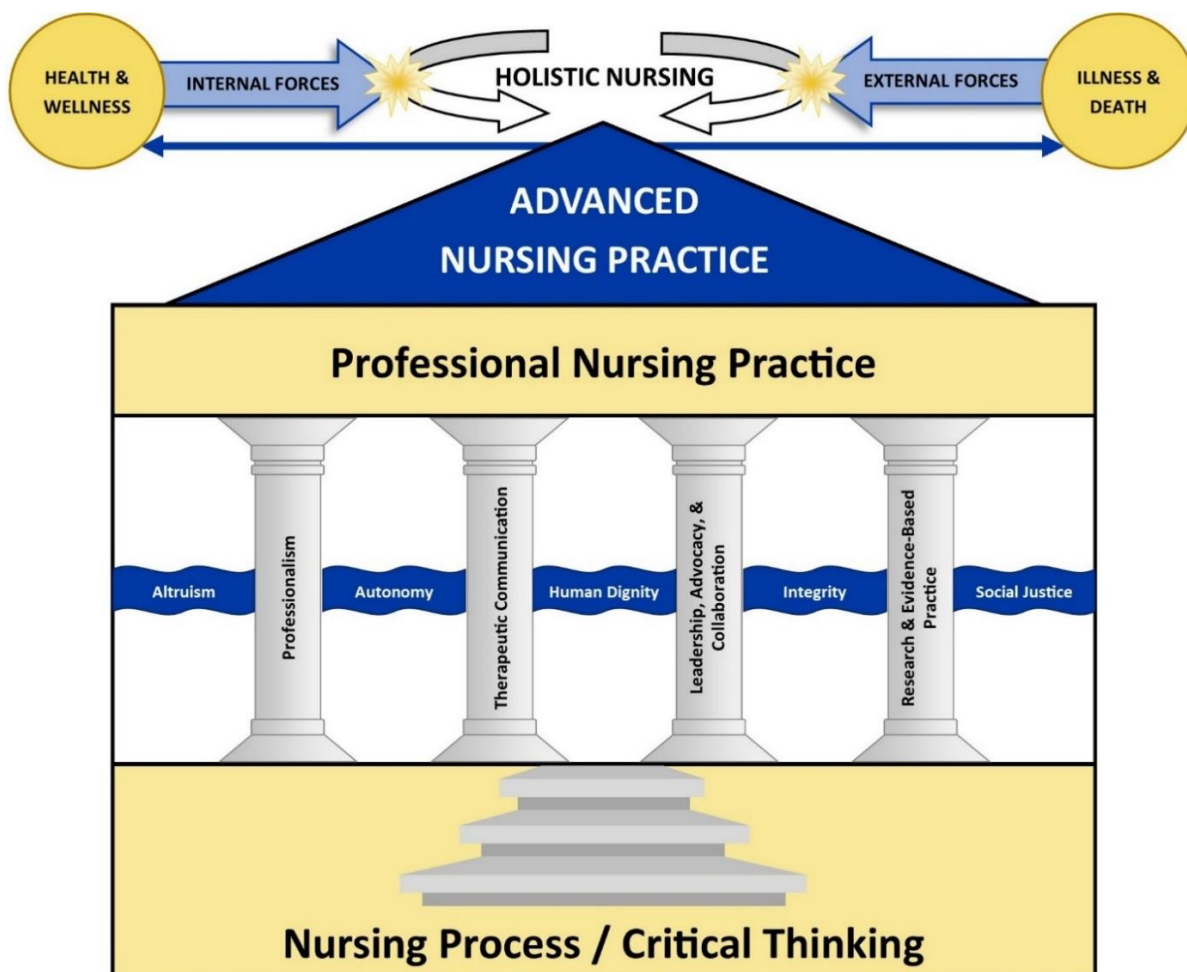 HEALTH &
WELLNESS
INTERNAL FORCES
HOLISTIC NURSING
EXTERNAL FORCES
ILLNESS &
DEATH
ADVANCED
NURSING PRACTICE
Professional Nursing Practice
Altruism
Professionalism
Autonomy
Therapeutic Communication
Human Dignity
Leadership, Advocacy, &
Collaboration
Integrity
Research & Evidence-Based
Practice
Social Justice
Nursing Process / Critical Thinking